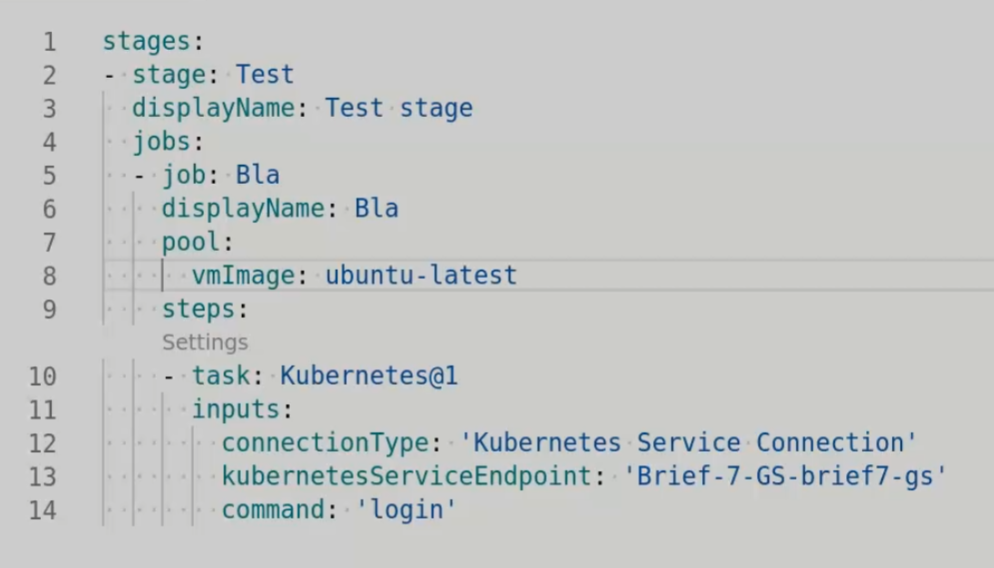 1 stages:
2 - stage: Test
3 displayName: Test stage
4 jobs:
5 - job: Bla
6 displayName: Bla
7 pool:
8 vmImage: ubuntu-latest
9 steps:
Settings
10 - task: Kubernetes@1
11 inputs:
12 connectionType: 'Kubernetes Service Connection'
13 kubernetesServiceEndpoint: 'Brief-7-GS-brief7-gs'
14 command: 'login'